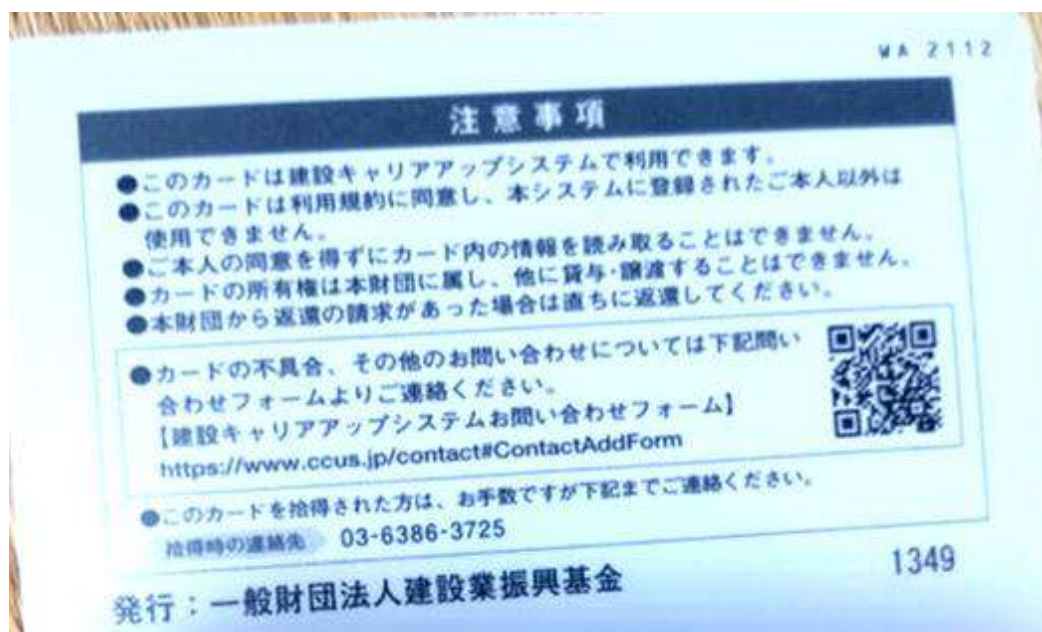 WA 2112
注意事項
●このカードは建設キャリアアップシステムで利用できます。
●このカードは利用規約に同意し、本システムに登録されたご本人以外は
使用できません。
●ご本人の同意を得ずにカード内の情報を読み取ることはできません。
●カードの所有権は本財団に属し、他に貸与・譲渡することはできません。
●本財団から返還の請求があった場合は直ちに返還してください。
●カードの不具合、その他のお問い合わせについては下記問い
合わせフォームよりご連絡ください。
【建設キャリアアップシステムお問い合わせフォーム】
https://www.ccus.jp/contact#ContactAddForm
●このカードを拾得された方は、お手数ですが下記までご連絡ください。
拾得時の連絡先 03-6386-3725
発行：一般財団法人建設業振興基金
1349